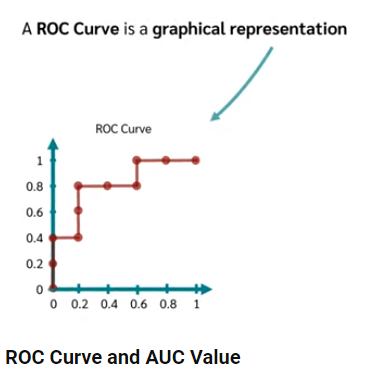 A ROC Curve is a graphical representation
ROC Curve
1
0.8
0.6
0.4
0.2
0
0 0.2 0.4 0.6 0.8 1
ROC Curve and AUC Value